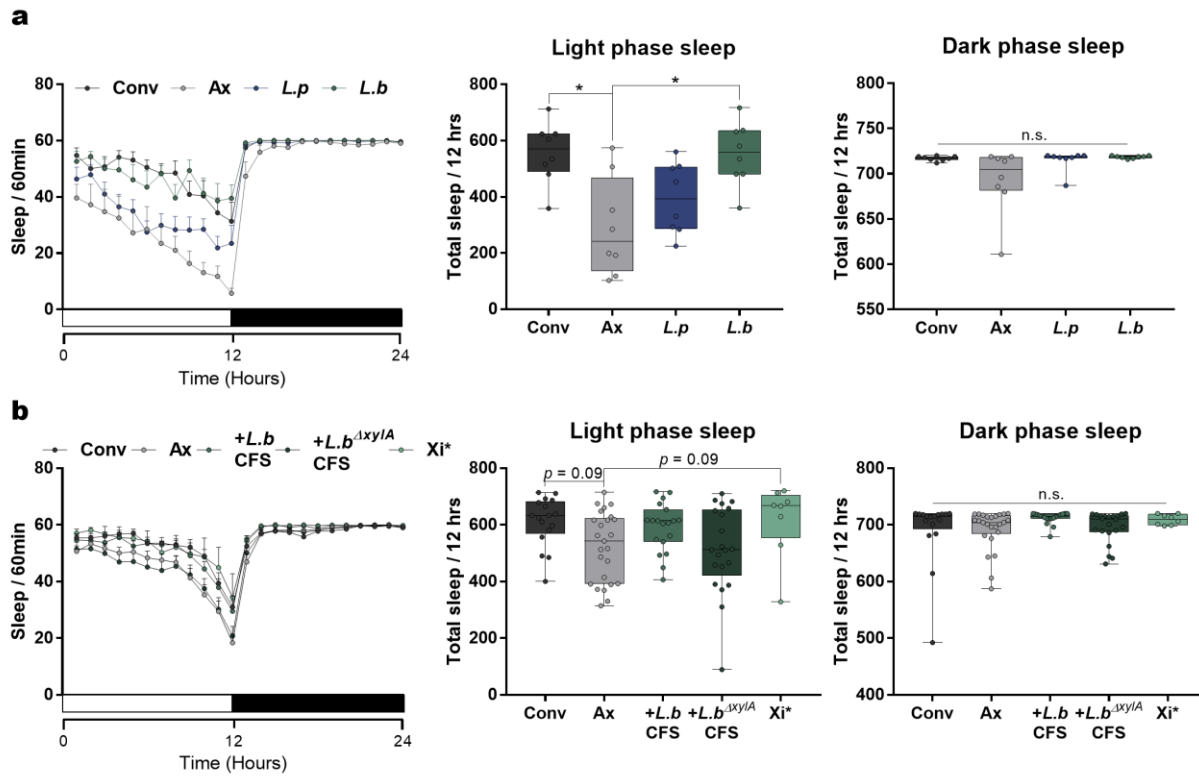 a
Conv Ax L.p L.b
Sleep / 60min
80
60
40
20
0
0 12 24
Time (Hours)
Light phase sleep
Total sleep / 12 hrs
800
600
400
200
0
* *
Conv Ax L.p L.b
Dark phase sleep
Total sleep / 12 hrs
800
750
700
650
600
550
n.s.
Conv Ax L.p L.b
b
Conv Ax +L.b CFS +L.b^ΔxylA CFS Xi*
Sleep / 60min
80
60
40
20
0
0 12 24
Time (Hours)
Light phase sleep
Total sleep / 12 hrs
800
600
400
200
0
p = 0.09
p = 0.09
Conv Ax +L.b +L.b^ΔxylA Xi*
CFS CFS
Dark phase sleep
Total sleep / 12 hrs
800
700
600
500
400
n.s.
Conv Ax +L.b +L.b^ΔxylA Xi*
CFS CFS